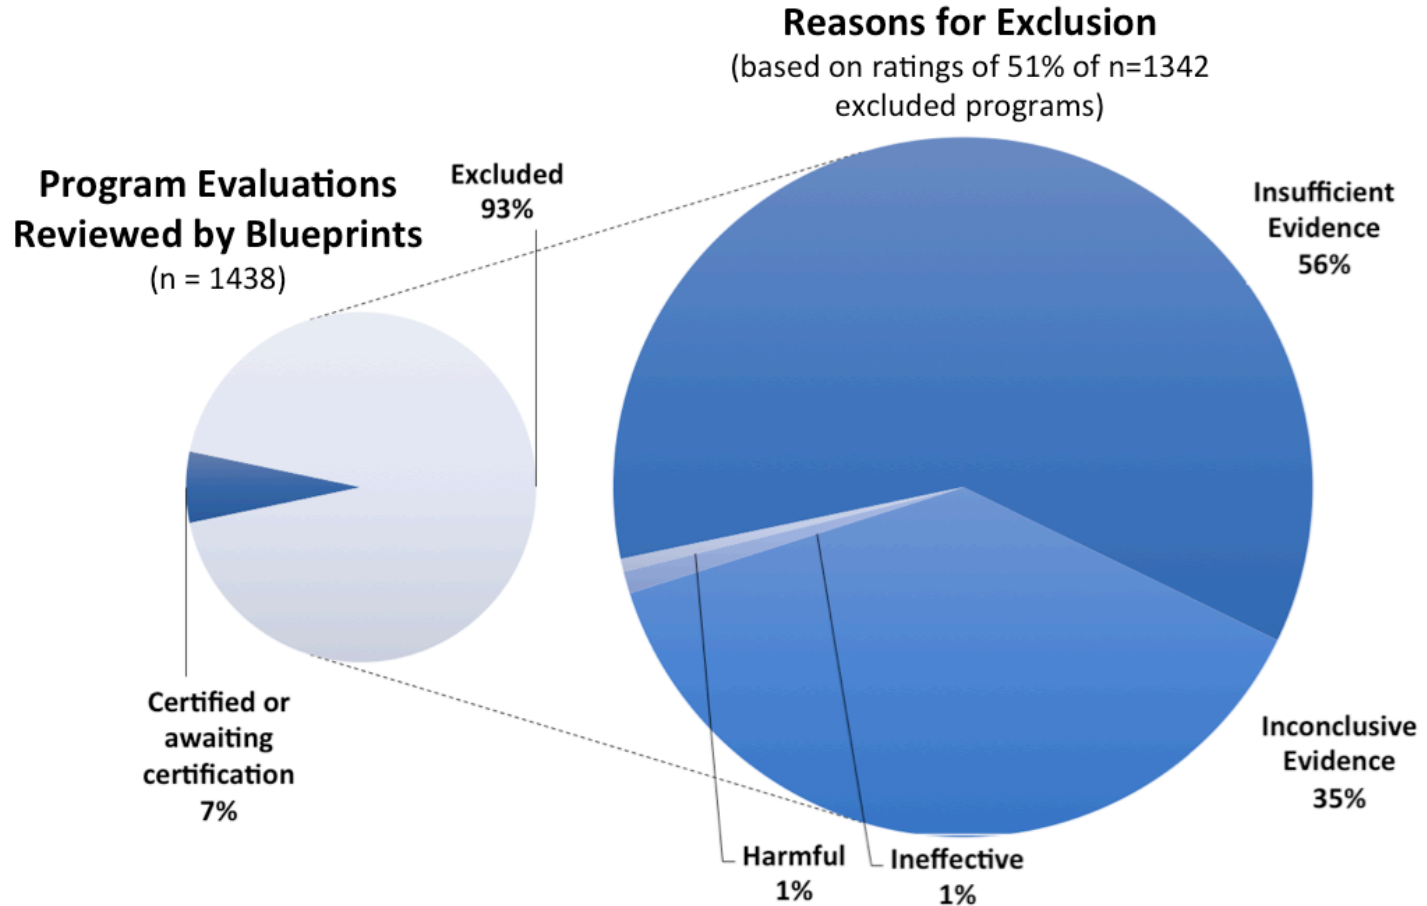 Reasons for Exclusion
(based on ratings of 51% of n=1342
excluded programs)
Program Evaluations
Reviewed by Blueprints
(n = 1438)
Excluded
93%
Insufficient
Evidence
56%
Certified or
awaiting
certification
7%
Inconclusive
Evidence
35%
Harmful
1%
Ineffective
1%